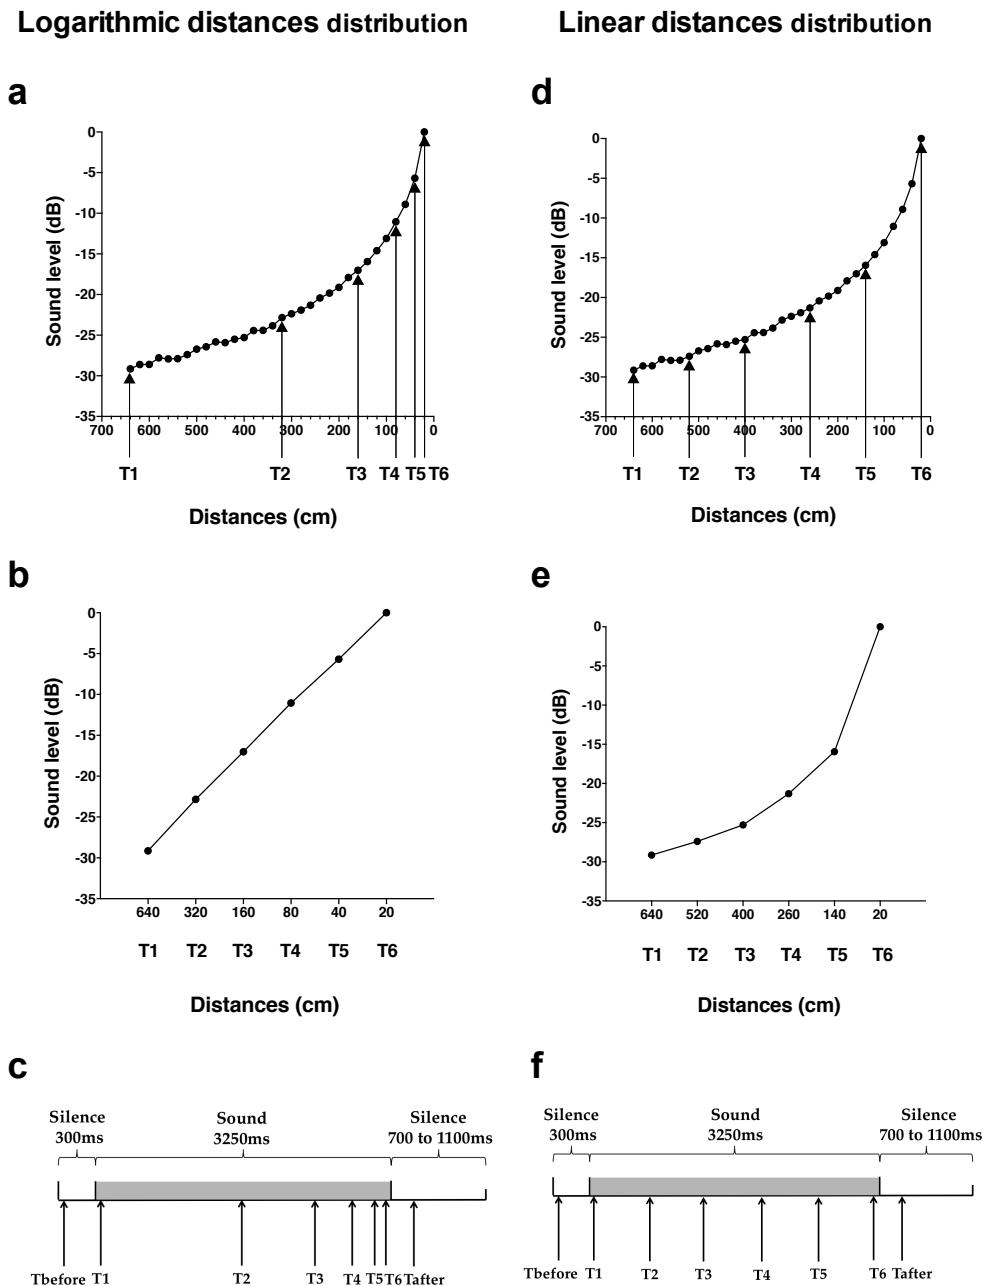 Logarithmic distances distribution
Linear distances distribution
a
0
-5
-10
-15
-20
-25
-30
-35
Sound level (dB)
700 600 400 300 200 100 0
T1 T2 T3 T4 T5 T6
Distances (cm)
d
0
-5
-10
-15
-20
-25
-30
-35
Sound level (dB)
700 600 400 300 200 100 0
T1 T2 T3 T4 T5 T6
Distances (cm)
b
0
-5
-10
-15
-20
-25
-30
-35
Sound level (dB)
640 320 160 80 40 20
T1 T2 T3 T4 T5 T6
Distances (cm)
e
0
-5
-10
-15
-20
-25
-30
-35
Sound level (dB)
640 520 400 260 140 20
T1 T2 T3 T4 T5 T6
Distances (cm)
c
Silence Sound Silence
300ms 3250ms 700 to 1100ms
Tbefore T1 T2 T3 T4 T5 T6 Tafter
f
Silence Sound Silence
300ms 3250ms 700 to 1100ms
Tbefore T1 T2 T3 T4 T5 T6 Tafter